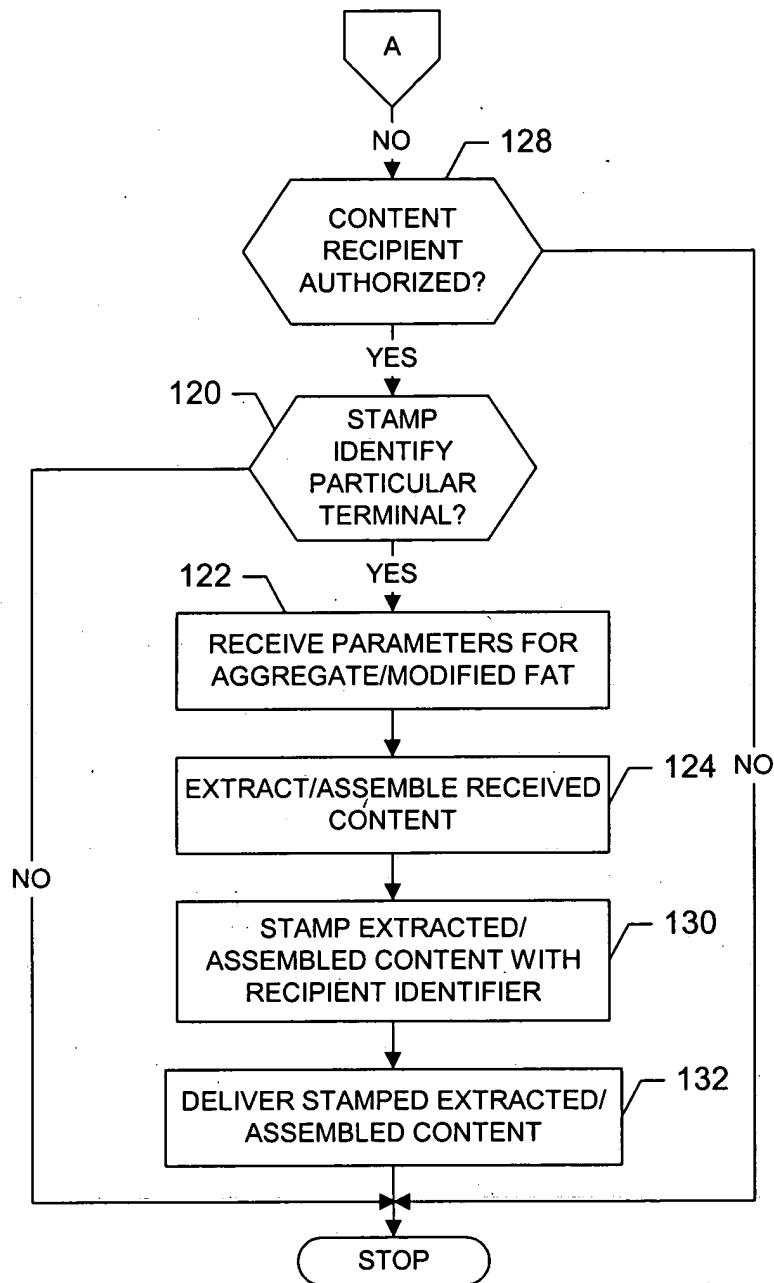 A
NO
128
CONTENT
RECIPIENT
AUTHORIZED?
YES
120
STAMP
IDENTIFY
PARTICULAR
TERMINAL?
YES
122
RECEIVE PARAMETERS FOR
AGGREGATE/MODIFIED FAT
EXTRACT/ASSEMBLE RECEIVED
CONTENT
124
NO
NO
STAMP EXTRACTED/
ASSEMBLED CONTENT WITH
RECIPIENT IDENTIFIER
130
DELIVER STAMPED EXTRACTED/
ASSEMBLED CONTENT
132
STOP